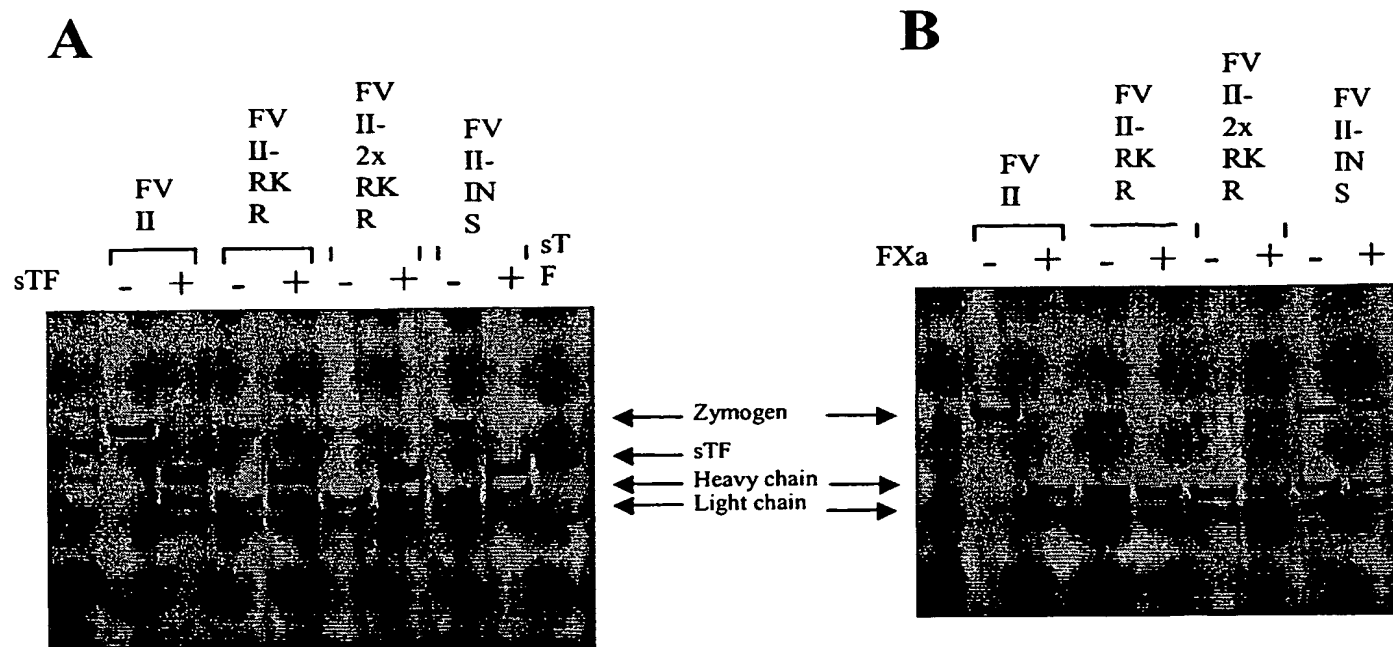 A
FV
II
FV
II-
RK
R
FV
II-
2x
RK
R
FV
II-
IN
S
sT
F
sTF - + - + - + - +
B
FV
II
FV
II-
RK
R
FV
II-
2x
RK
R
FV
II-
IN
S
FXa - + - + - + - +
Zymogen
sTF
Heavy chain
Light chain